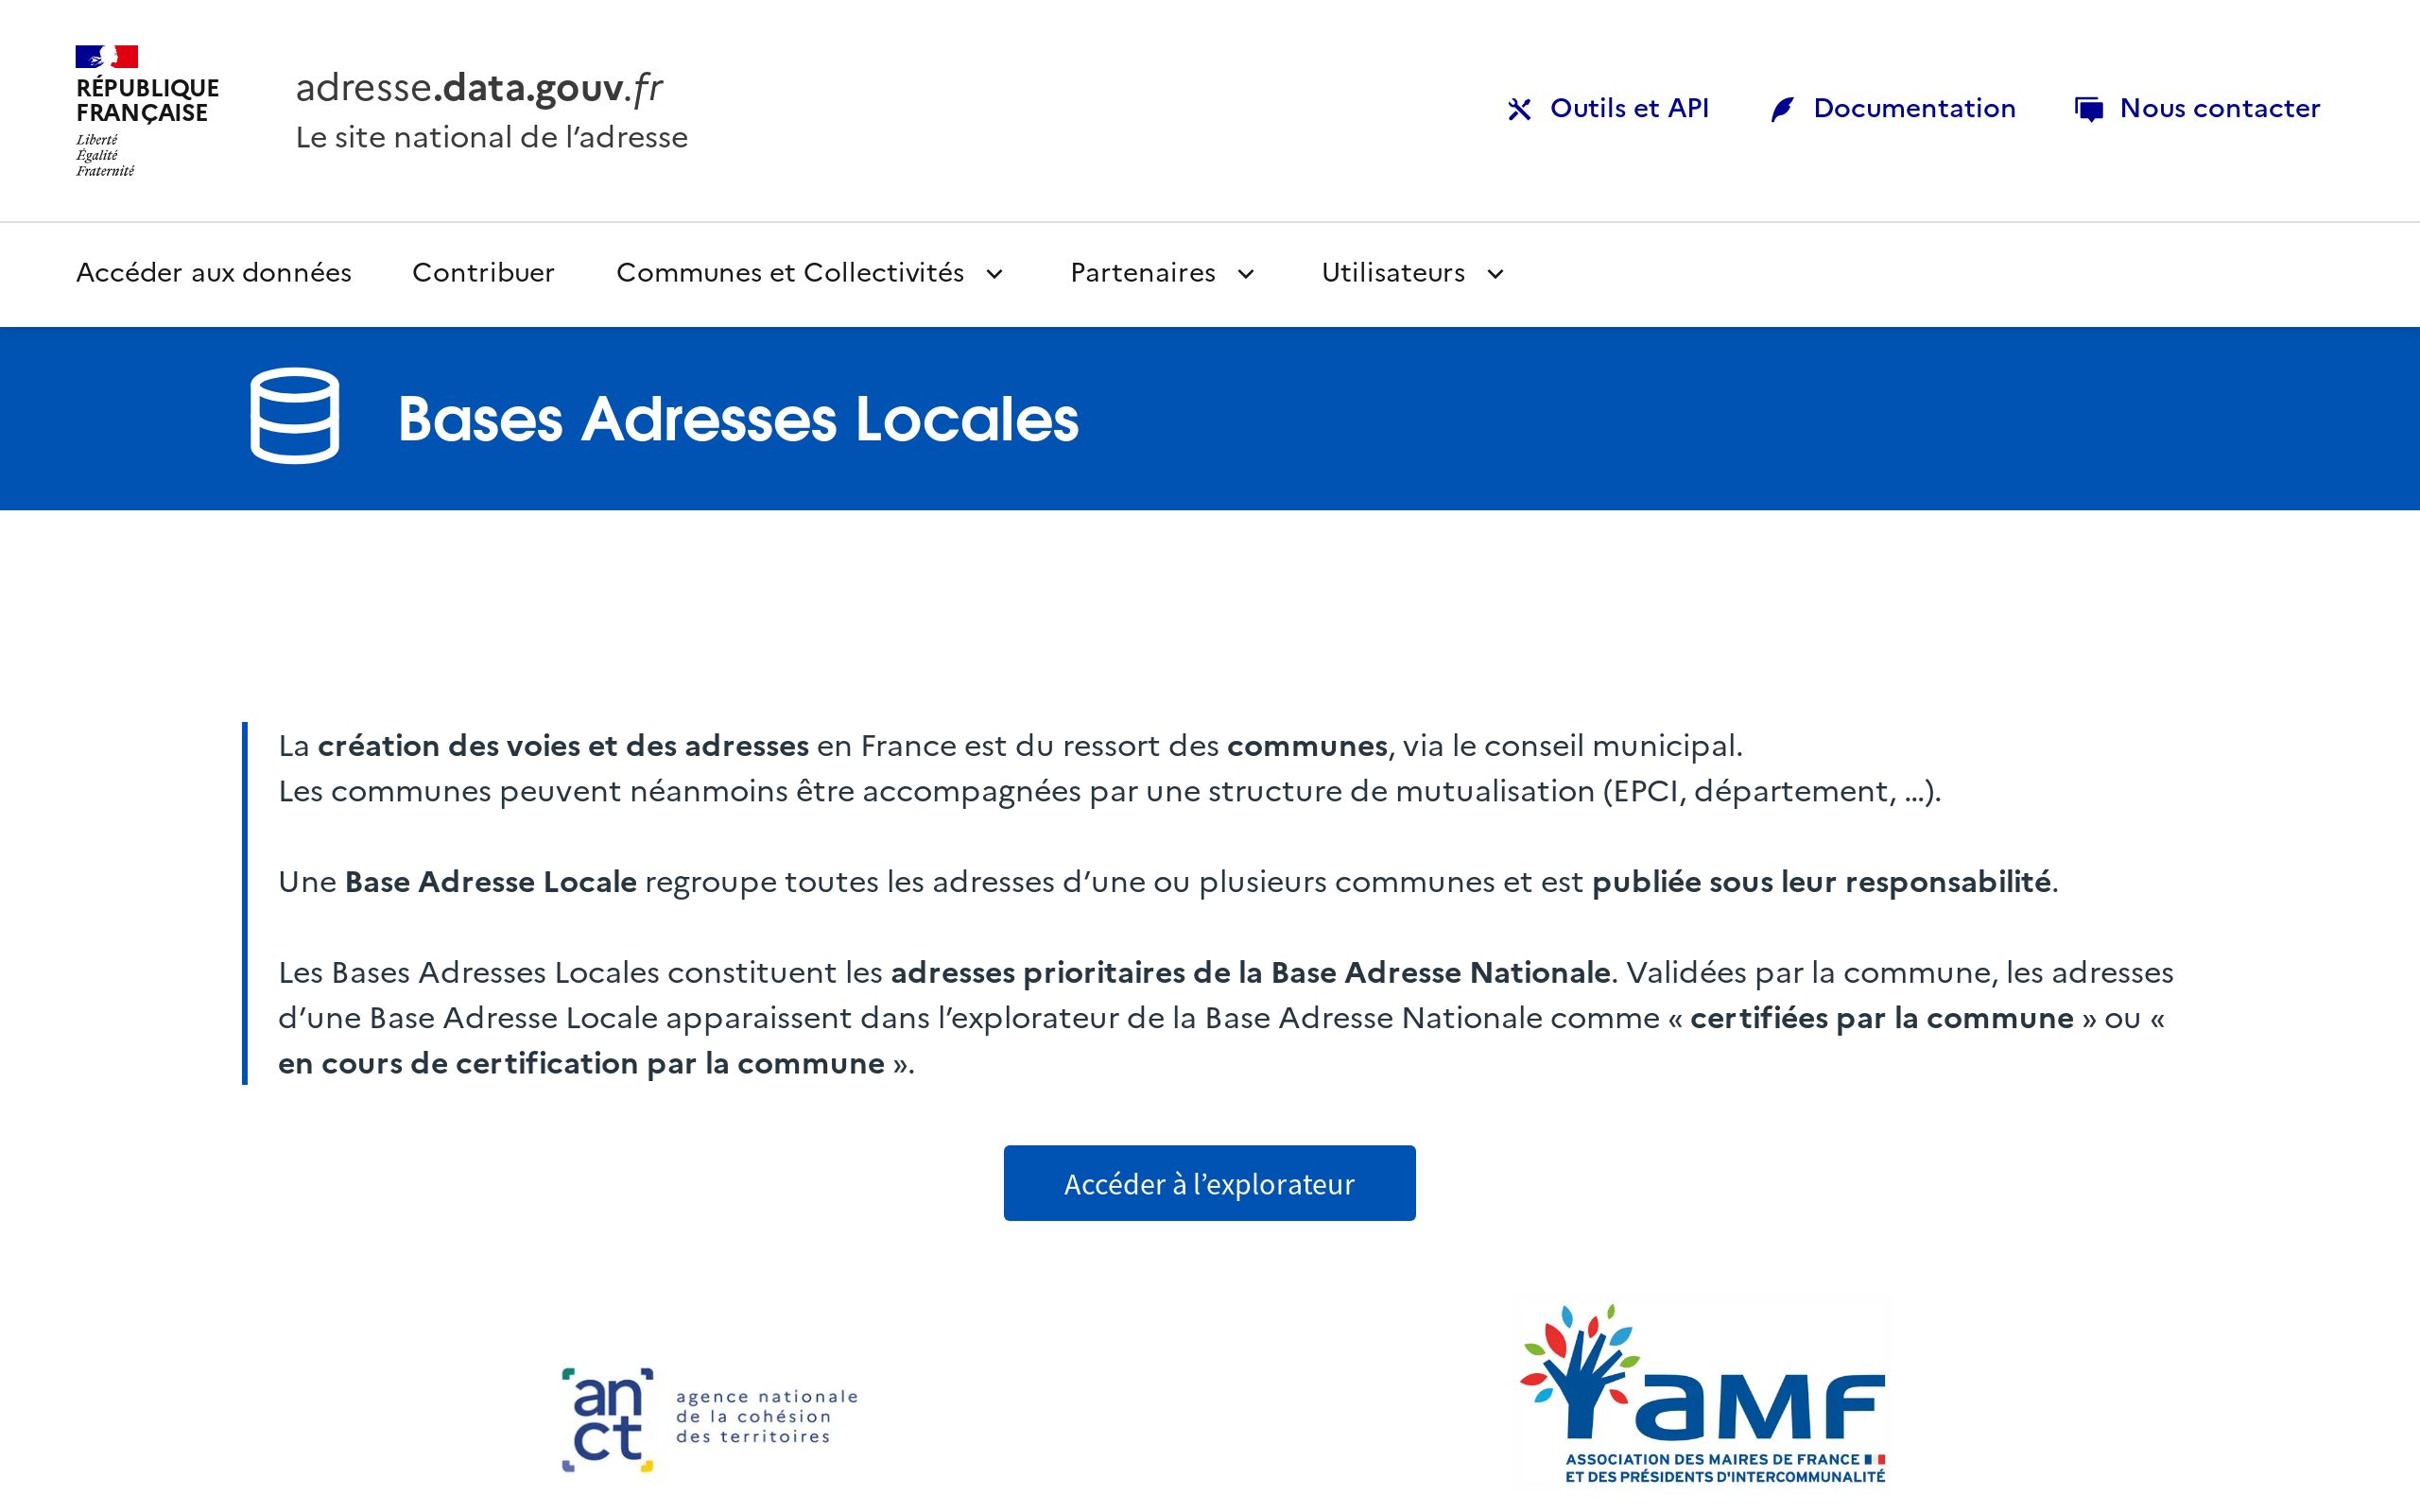 RÉPUBLIQUE
FRANÇAISE
Liberté
Égalité
Fraternité
adresse.data.gouv.fr
Le site national de l’adresse
Outils et API
Documentation
Nous contacter
Accéder aux données
Contribuer
Communes et Collectivités
Partenaires
Utilisateurs
Bases Adresses Locales
La création des voies et des adresses en France est du ressort des communes, via le conseil municipal.
Les communes peuvent néanmoins être accompagnées par une structure de mutualisation (EPCI, département, …).
Une Base Adresse Locale regroupe toutes les adresses d’une ou plusieurs communes et est publiée sous leur responsabilité.
Les Bases Adresses Locales constituent les adresses prioritaires de la Base Adresse Nationale. Validées par la commune, les adresses
d’une Base Adresse Locale apparaissent dans l’explorateur de la Base Adresse Nationale comme « certifiées par la commune » ou «
en cours de certification par la commune ».
Accéder à l’explorateur
an
ct
agence nationale
de la cohésion
des territoires
aMF
ASSOCIATION DES MAIRES DE FRANCE
ET DES PRÉSIDENTS D'INTERCOMMUNALITÉ